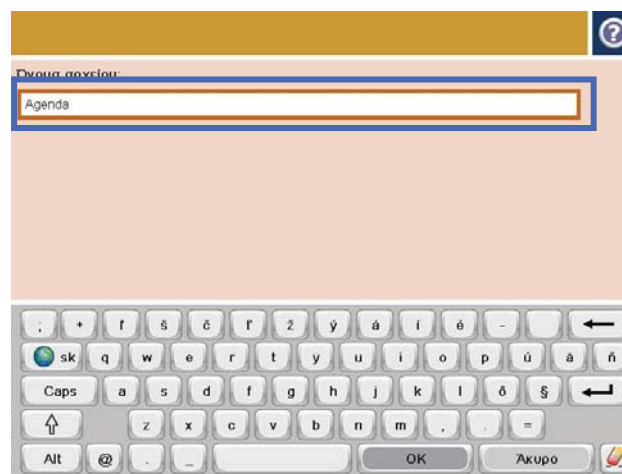 ?
Όνομα αρχείου:
Agenda
; + ſ š č ľ ž ý á í é -
sk q w e r t y u i o p ú ä ň
Caps a s d f g h j k l ô §
z x c v b n m , . =
Alt @ . _ OK Άκυρο